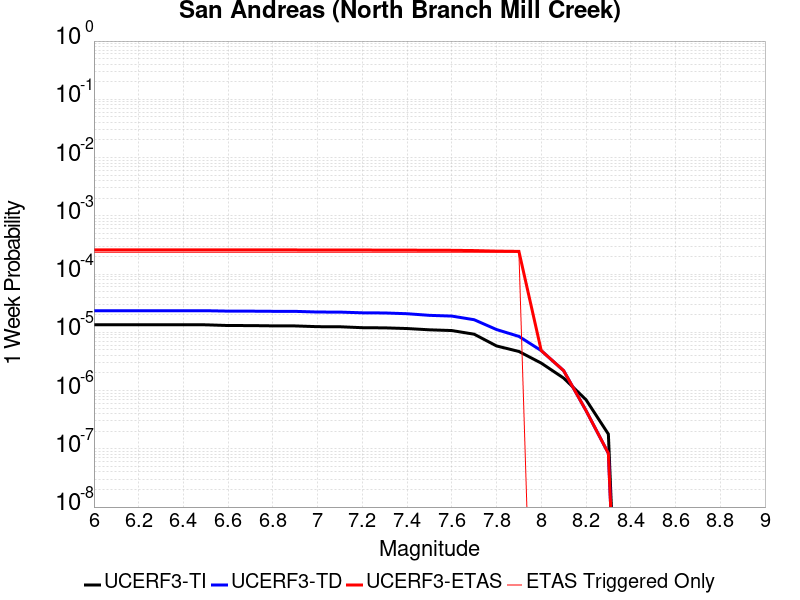 San Andreas (North Branch Mill Creek)
10 0
10 -1
10 -2
10 -3
10 -4
10 -5
10 -6
10 -7
10 -8
1 Week Probability
6 6.2 6.4 6.6 6.8 7 7.2 7.4 7.6 7.8 8 8.2 8.4 8.6 8.8 9
Magnitude
UCERF3-TI UCERF3-TD UCERF3-ETAS ETAS Triggered Only